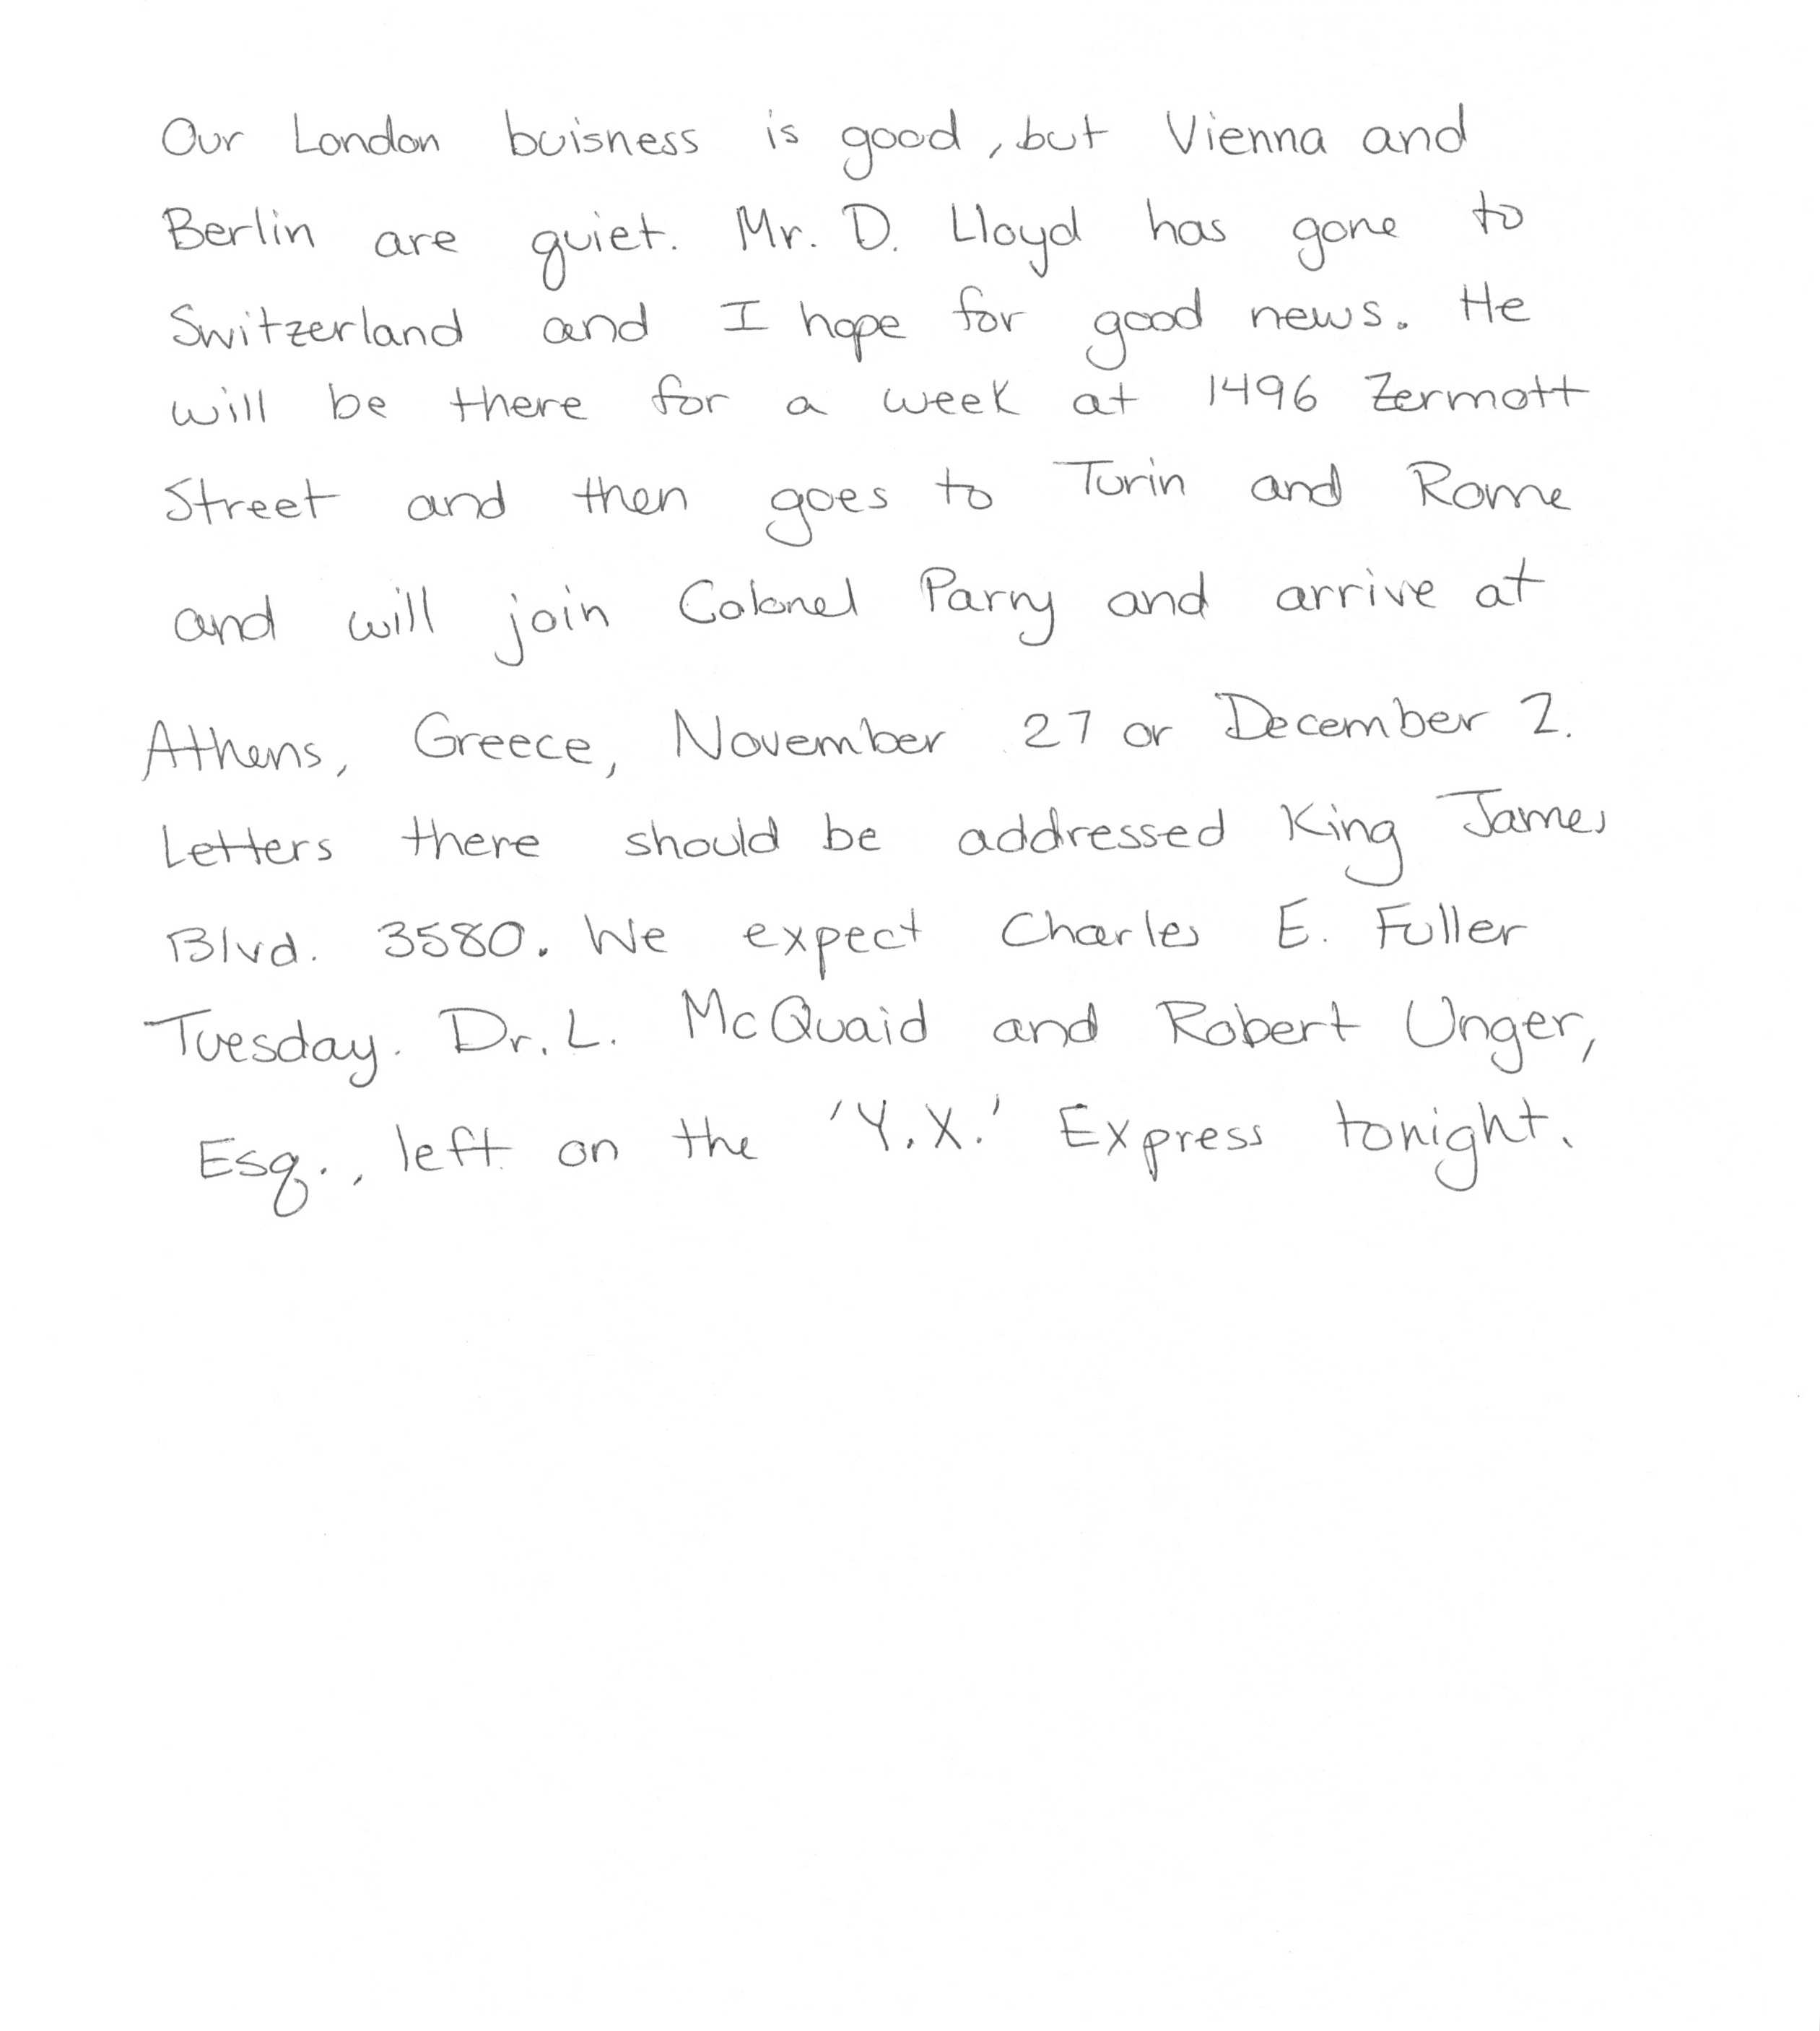 Our London buisness is good, but Vienna and
Berlin are quiet. Mr. D. Lloyd has gone to
Switzerland and I hope for good news. He
will be there for a week at 1496 Zermott
Street and then goes to Turin and Rome
and will join Colonel Parry and arrive at
Athens, Greece, November 27 or December 2.
Letters there should be addressed King James
Blvd. 3580. We expect Charles E. Fuller
Tuesday. Dr. L. McQuaid and Robert Unger,
Esq., left on the 'Y.X.' Express tonight.